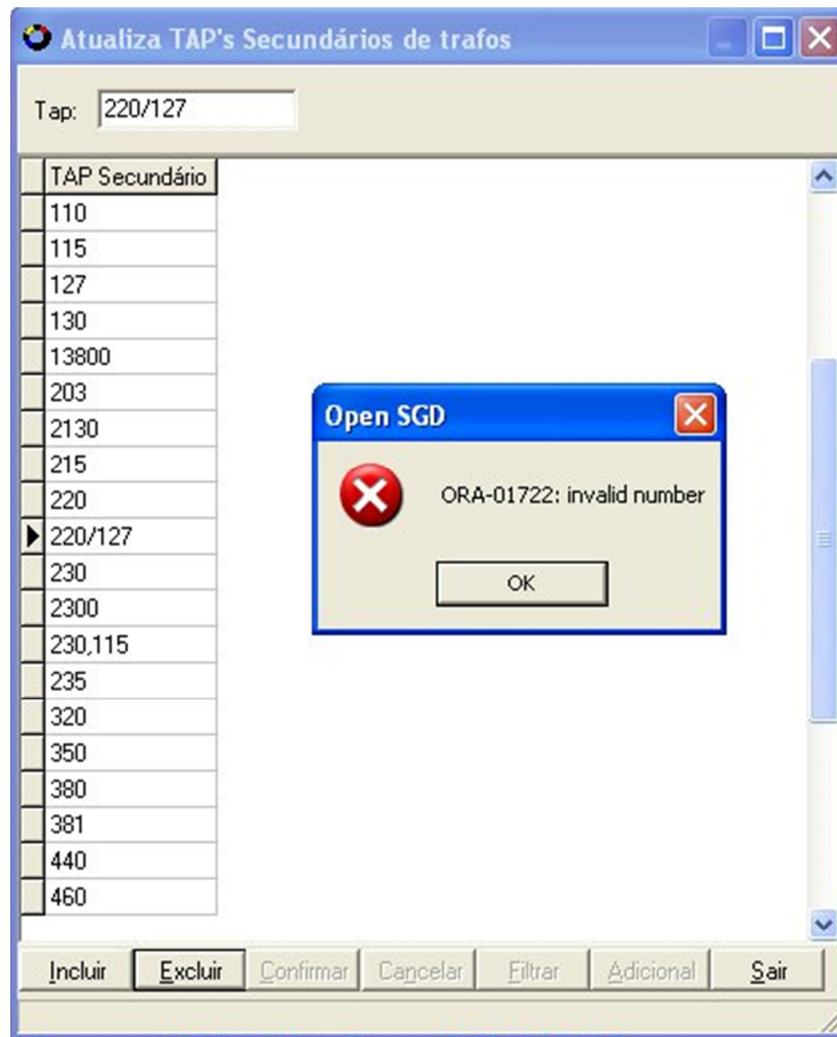 Atualiza TAP's Secundários de trafos
Tap: 220/127
TAP Secundário
110
115
127
130
13800
203
2130
215
220
220/127
230
2300
230,115
235
320
350
380
381
440
460
Open SGD
ORA-01722: invalid number
OK
Incluir Excluir Confirmar Cancelar Filtrar Adicional Sair